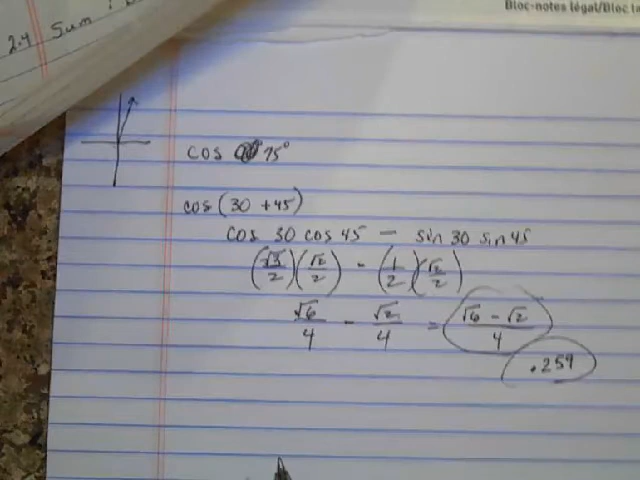 Bloc-notes légal/Bloc
2.4 Sum
cos 75°
cos(30 + 45)
cos 30 cos 45 - sin 30 sin 45
(√3/2)(√2/2) - (1/2)(√2/2)
√6/4 - √2/4 = (√6 - √2)/4
.259